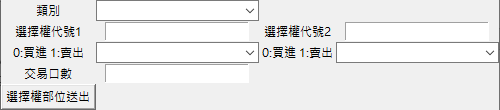 類別
選擇權代號1 選擇權代號2
0:買進 1:賣出 0:買進 1:賣出
交易口數
選擇權部位送出